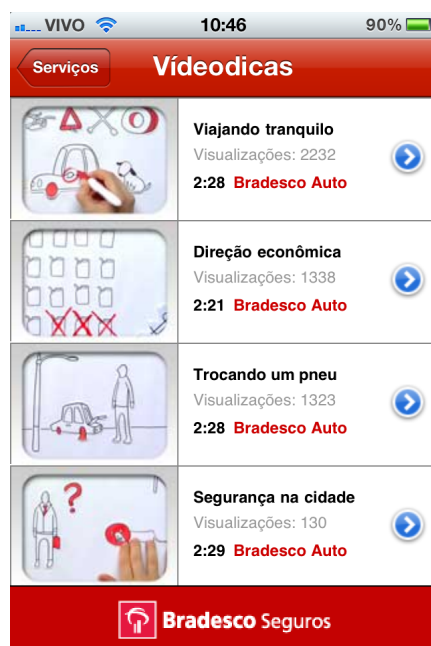 VIVO 10:46 90%
Serviços Vídeodicas
Viajando tranquilo
Visualizações: 2232
2:28 Bradesco Auto
Direção econômica
Visualizações: 1338
2:21 Bradesco Auto
Trocando um pneu
Visualizações: 1323
2:28 Bradesco Auto
?
Segurança na cidade
Visualizações: 130
2:29 Bradesco Auto
Bradesco Seguros